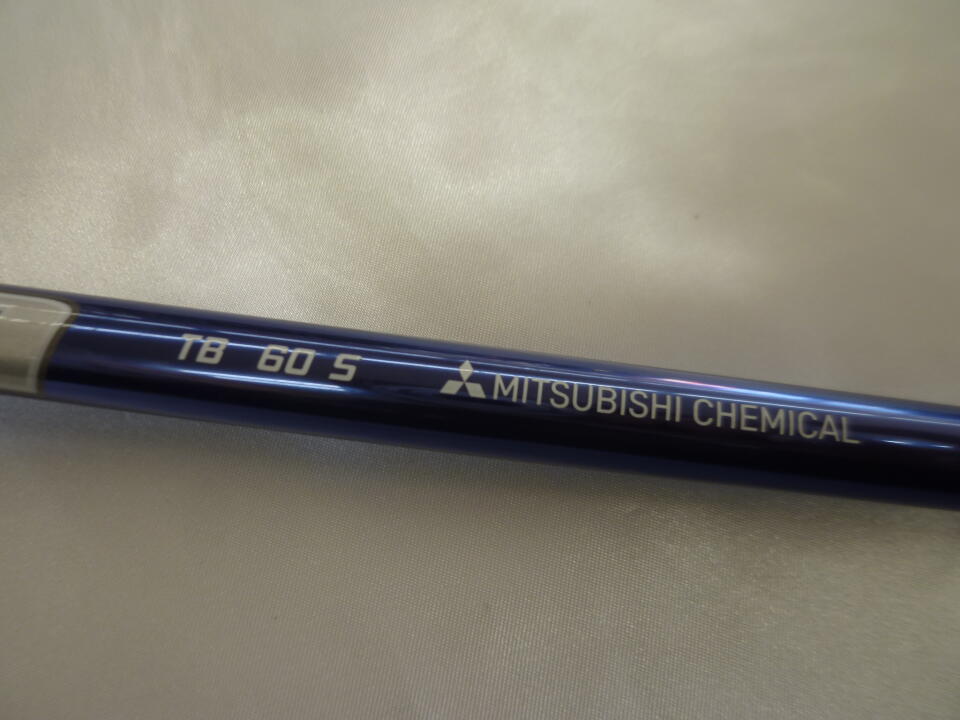 TB 60 S MITSUBISHI CHEMICAL